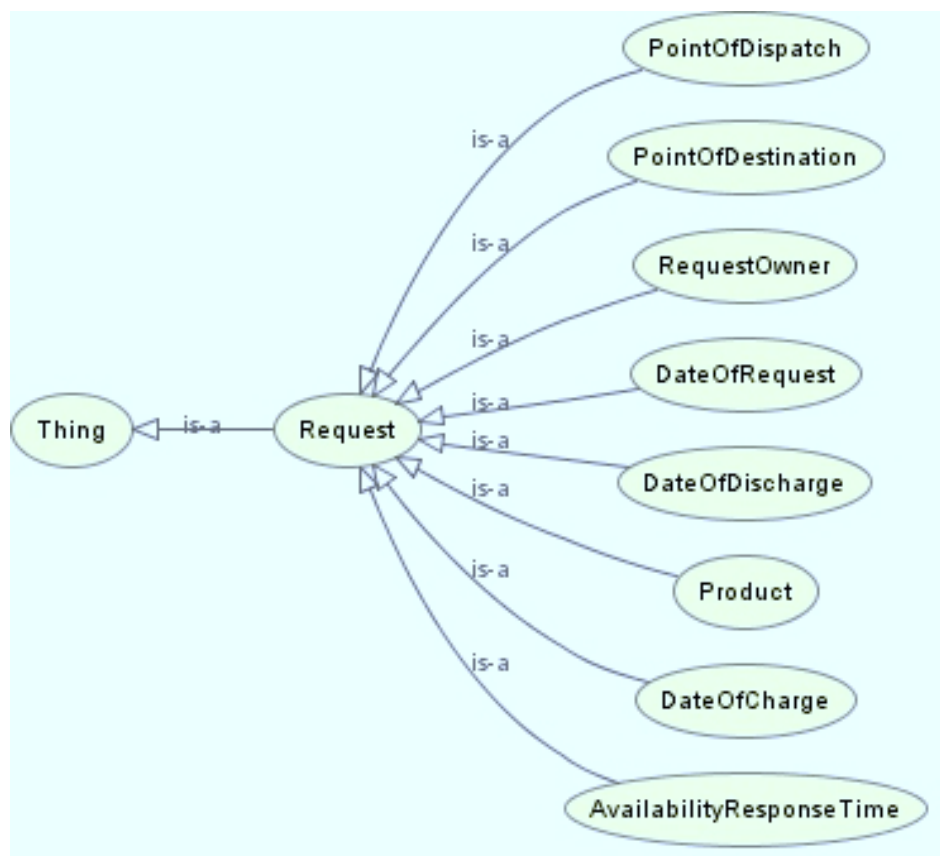 PointOfDispatch
is-a
PointOfDestination
is-a
RequestOwner
is-a
DateOfRequest
is-a
Thing
is-a
Request
is-a
DateOfDischarge
is-a
Product
is-a
DateOfCharge
is-a
AvailabilityResponseTime